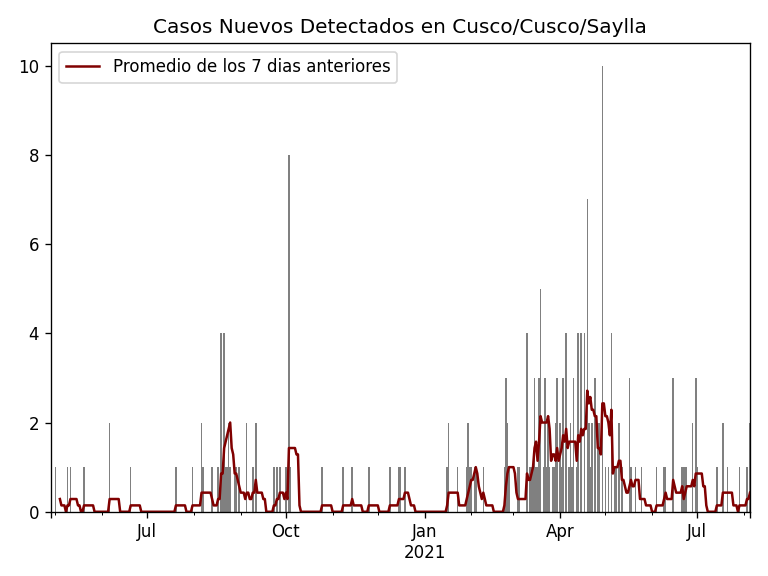 Casos Nuevos Detectados en Cusco/Cusco/Saylla
Promedio de los 7 dias anteriores
10
8
6
4
2
0
Jul
Oct
Jan
Apr
Jul
2021